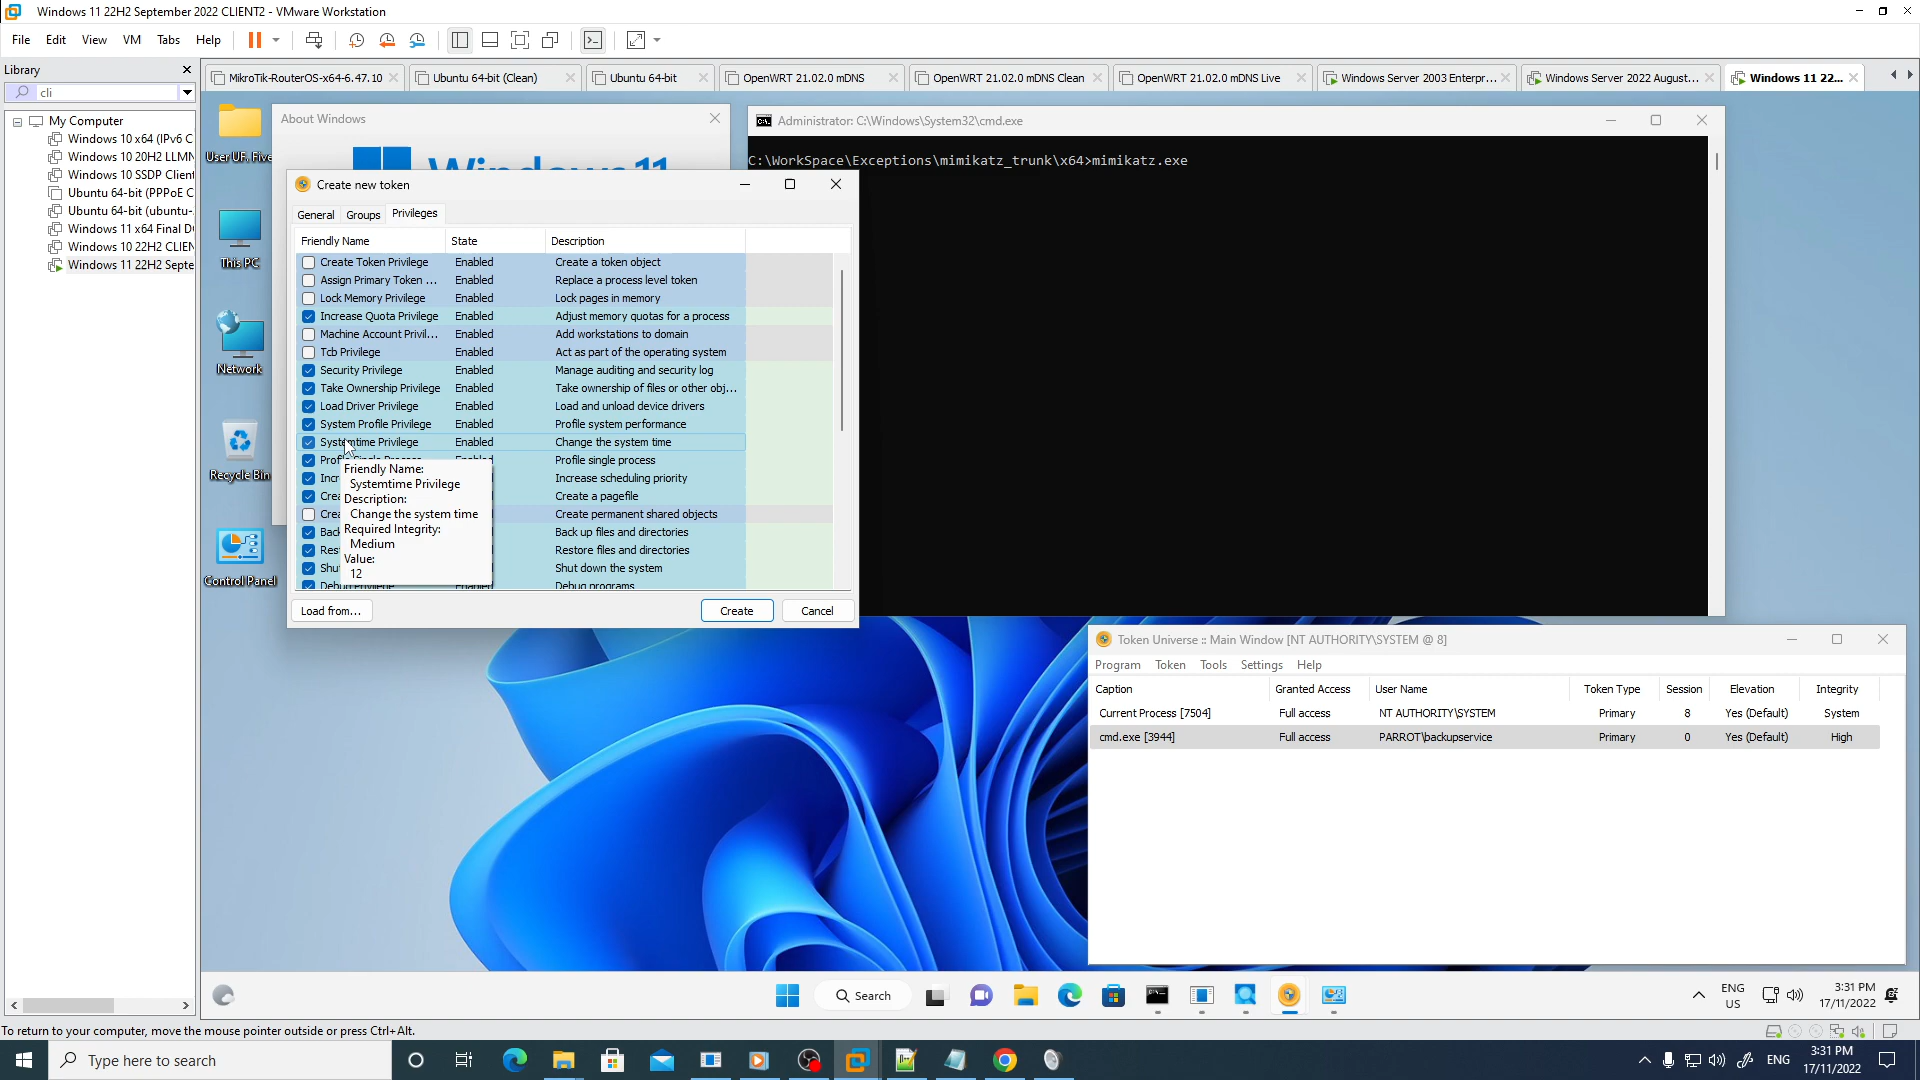 Windows 11 22H2 September 2022 CLIENT2 - VMware Workstation
File Edit View VM Tabs Help
Library
cli
My Computer
Windows 10 x64 (IPv6 C
Windows 10 20H2 LLMN
Windows 10 SSDP Client
Ubuntu 64-bit (PPPoE C
Ubuntu 64-bit (ubuntu-
Windows 11 x64 Final D
Windows 10 22H2 CLIEN
Windows 11 22H2 Septe
MikroTik-RouterOS-x64-6.47.10
Ubuntu 64-bit (Clean)
Ubuntu 64-bit
OpenWRT 21.02.0 mDNS
OpenWRT 21.02.0 mDNS Clean
OpenWRT 21.02.0 mDNS Live
Windows Server 2003 Enterpr...
Windows Server 2022 August...
Windows 11 22...
User UF, Five
This PC
Network
Recycle Bin
Control Panel
About Windows
Windows 11
Administrator: C:\Windows\System32\cmd.exe
C:\WorkSpace\Exceptions\mimikatz_trunk\x64>mimikatz.exe
Create new token
General Groups Privileges
Friendly Name State Description
Create Token Privilege Enabled Create a token object
Assign Primary Token ... Enabled Replace a process level token
Lock Memory Privilege Enabled Lock pages in memory
Increase Quota Privilege Enabled Adjust memory quotas for a process
Machine Account Privil... Enabled Add workstations to domain
Tcb Privilege Enabled Act as part of the operating system
Security Privilege Enabled Manage auditing and security log
Take Ownership Privilege Enabled Take ownership of files or other obj...
Load Driver Privilege Enabled Load and unload device drivers
System Profile Privilege Enabled Profile system performance
Systemtime Privilege Enabled Change the system time
Profile Single Process Enabled Profile single process
Incr Increase scheduling priority
Crea Create a pagefile
Crea Create permanent shared objects
Back Back up files and directories
Rest Restore files and directories
Shu Shut down the system
Debug Privilege Enabled Debug programs
Friendly Name:
Systemtime Privilege
Description:
Change the system time
Required Integrity:
Medium
Value:
12
Load from... Create Cancel
Token Universe :: Main Window [NT AUTHORITY\SYSTEM @ 8]
Program Token Tools Settings Help
Caption Granted Access User Name Token Type Session Elevation Integrity
Current Process [7504] Full access NT AUTHORITY\SYSTEM Primary 8 Yes (Default) System
cmd.exe [3944] Full access PARROT\backupservice Primary 0 Yes (Default) High
Search
ENG
US
3:31 PM
17/11/2022
To return to your computer, move the mouse pointer outside or press Ctrl+Alt.
Type here to search
ENG
3:31 PM
17/11/2022